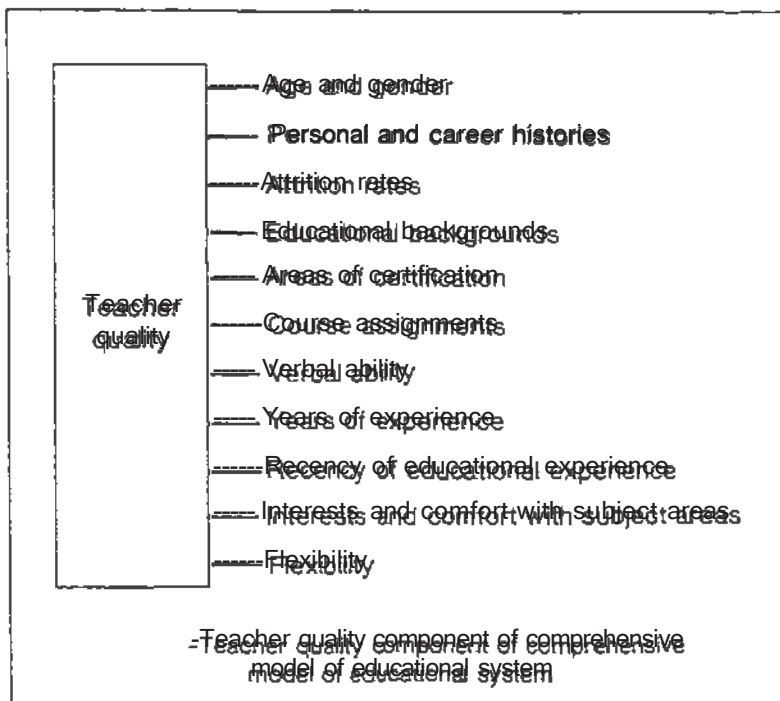 Age and gender
Personal and career histories
Attrition rates
Educational backgrounds
Areas of certification
Teacher
quality
Course assignments
Verbal ability
Years of experience
Recency of educational experience
Interests and comfort with subject areas
Flexibility
-Teacher quality component of comprehensive
model of educational system